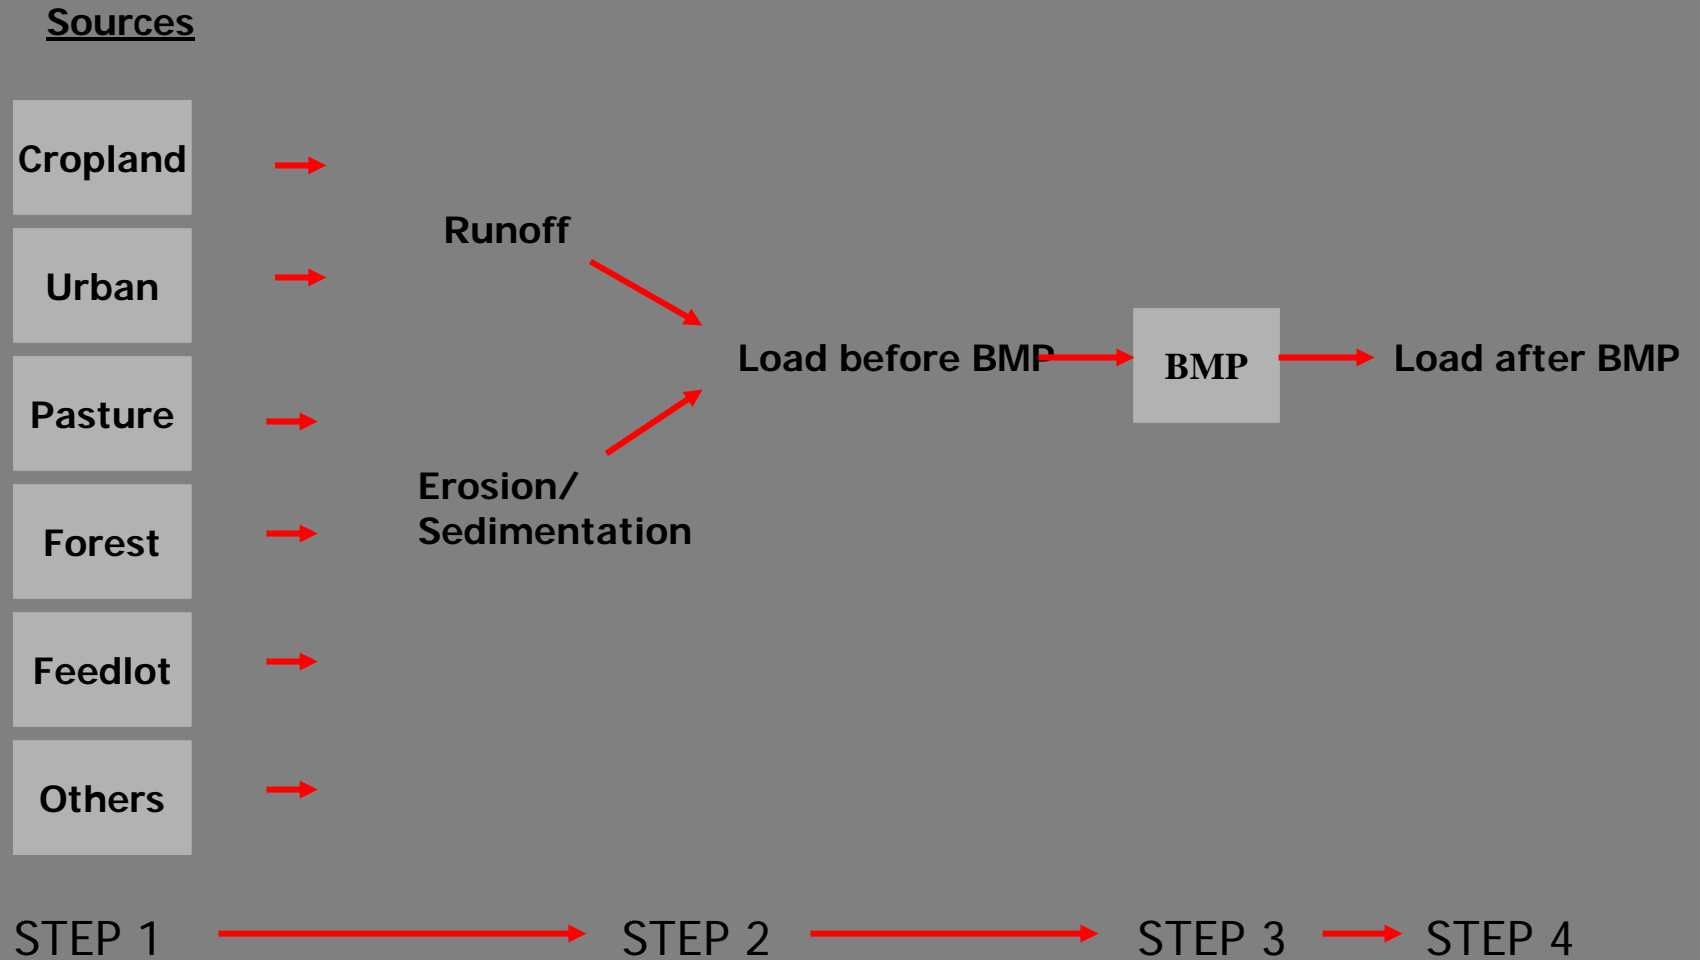 Sources
Cropland
Urban
Pasture
Forest
Feedlot
Others
Runoff
Erosion/
Sedimentation
Load before BMP
BMP
Load after BMP
STEP 1
STEP 2
STEP 3
STEP 4